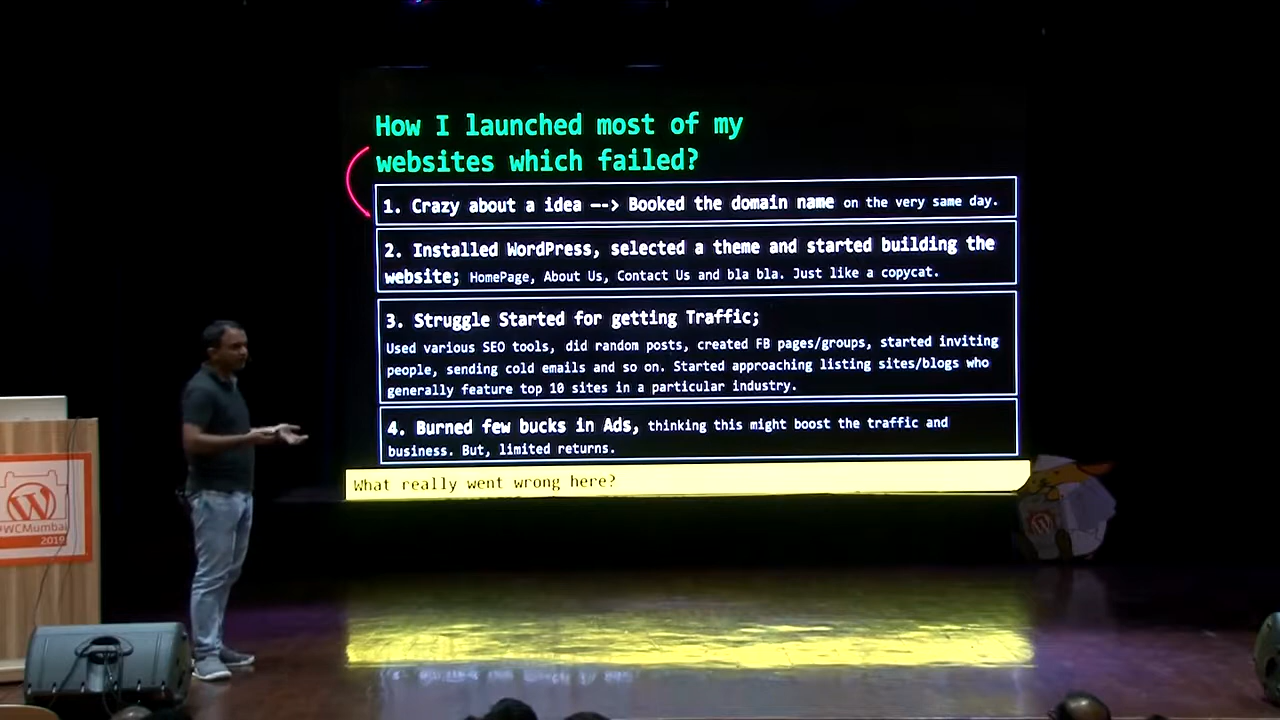 How I launched most of my
websites which failed?
1. Crazy about a idea --> Booked the domain name on the very same day.
2. Installed WordPress, selected a theme and started building the
website; HomePage, About Us, Contact Us and bla bla. Just like a copycat.
3. Struggle Started for getting Traffic;
Used various SEO tools, did random posts, created FB pages/groups, started inviting
people, sending cold emails and so on. Started approaching listing sites/blogs who
generally feature top 10 sites in a particular industry.
4. Burned few bucks in Ads, thinking this might boost the traffic and
business. But, limited returns.
What really went wrong here?
#WCMumbai
2019